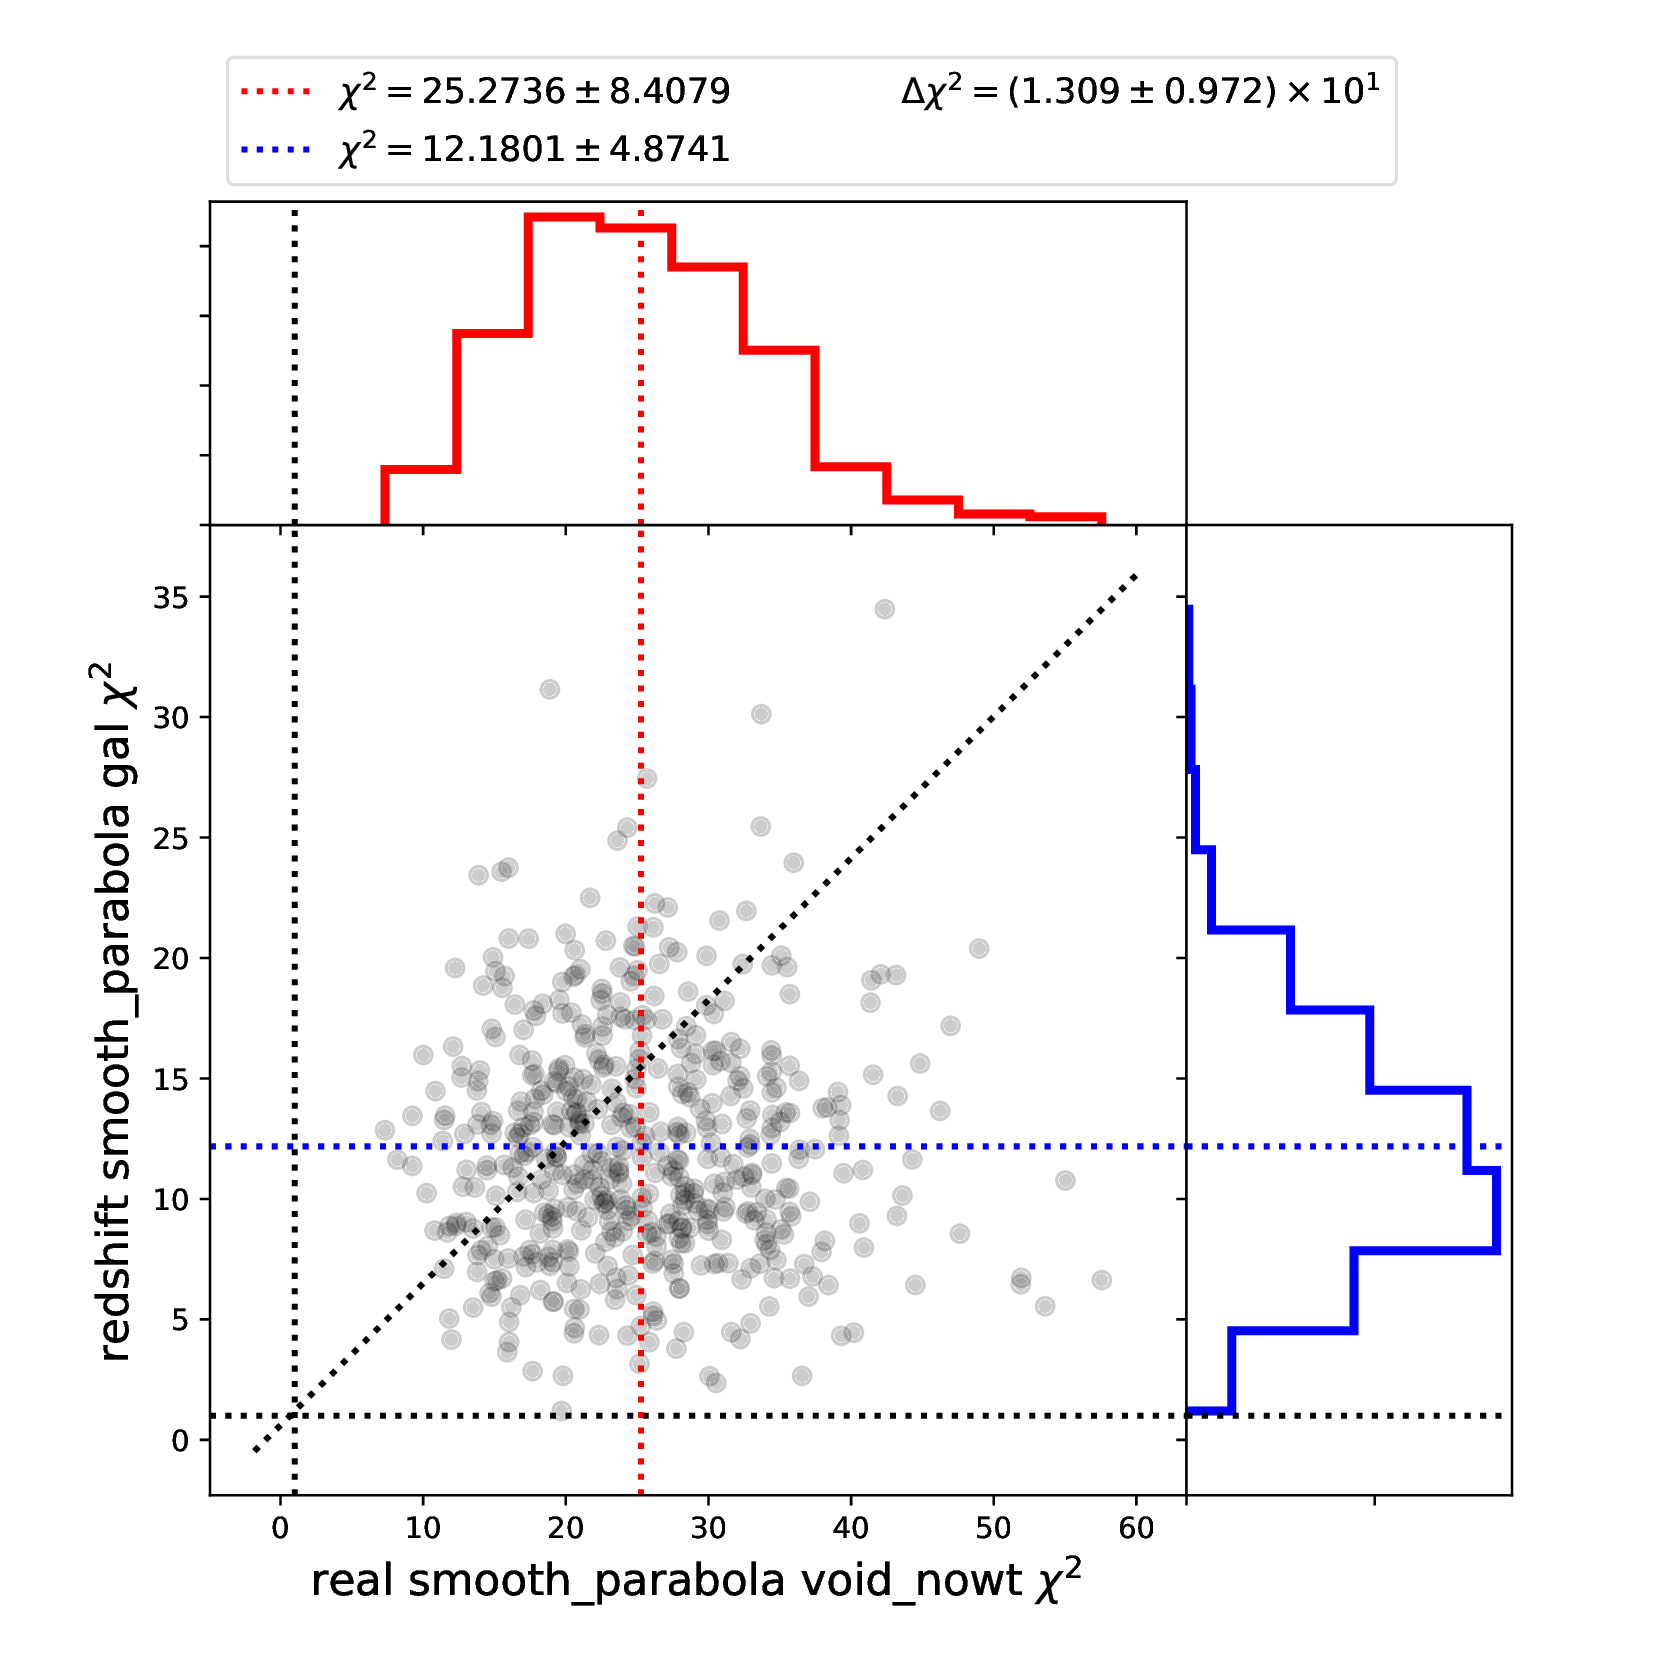 χ² = 25.2736 ± 8.4079
χ² = 12.1801 ± 4.8741
Δχ² = (1.309 ± 0.972) × 10¹
redshift smooth_parabola gal χ²
35
30
25
20
15
10
5
0
0 10 20 30 40 50 60
real smooth_parabola void_nowt χ²